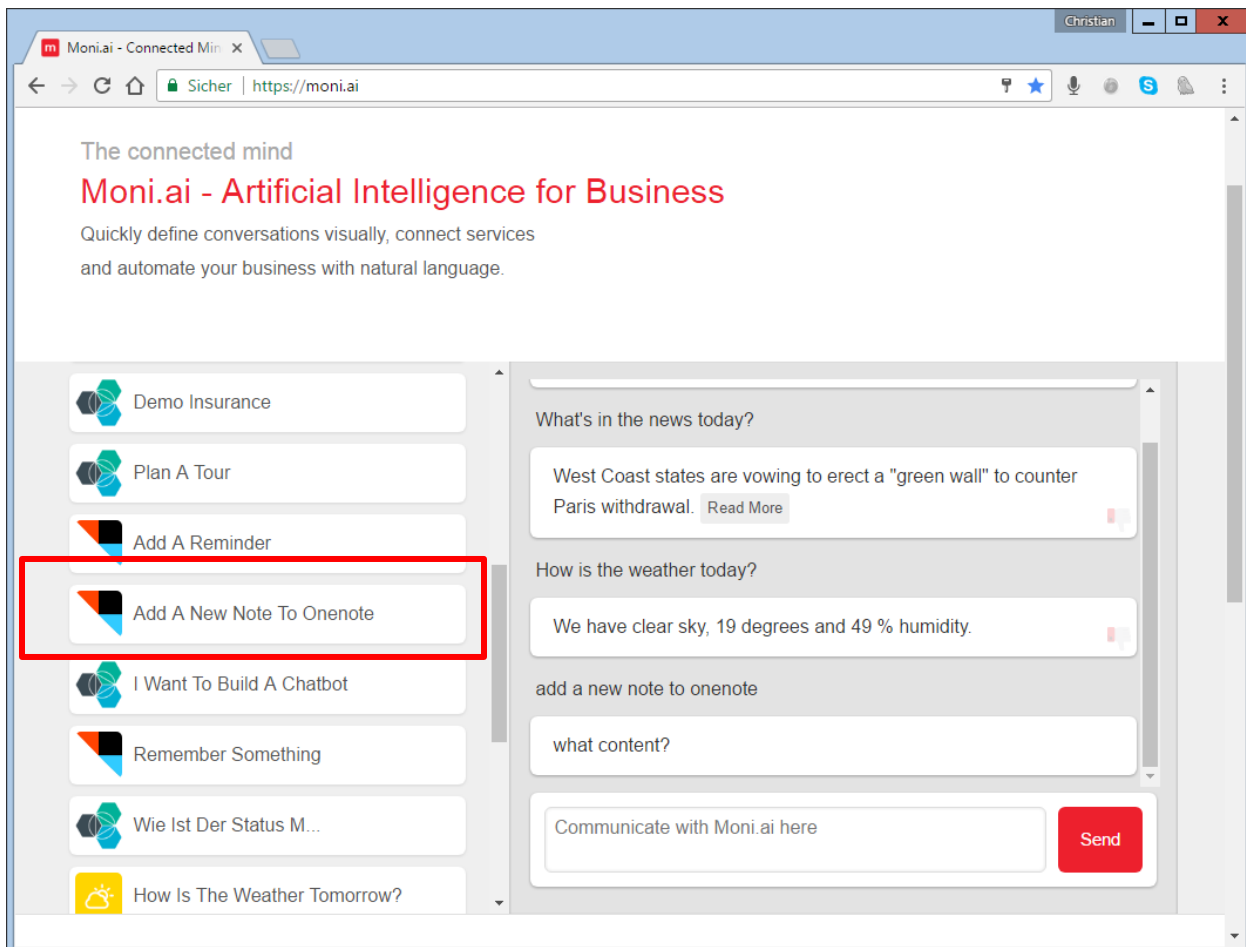 Christian
m Moni.ai - Connected Min
Sicher | https://moni.ai
The connected mind
Moni.ai - Artificial Intelligence for Business
Quickly define conversations visually, connect services
and automate your business with natural language.
Demo Insurance
Plan A Tour
Add A Reminder
Add A New Note To Onenote
I Want To Build A Chatbot
Remember Something
Wie Ist Der Status M...
How Is The Weather Tomorrow?
What's in the news today?
West Coast states are vowing to erect a "green wall" to counter
Paris withdrawal. Read More
How is the weather today?
We have clear sky, 19 degrees and 49 % humidity.
add a new note to onenote
what content?
Communicate with Moni.ai here
Send